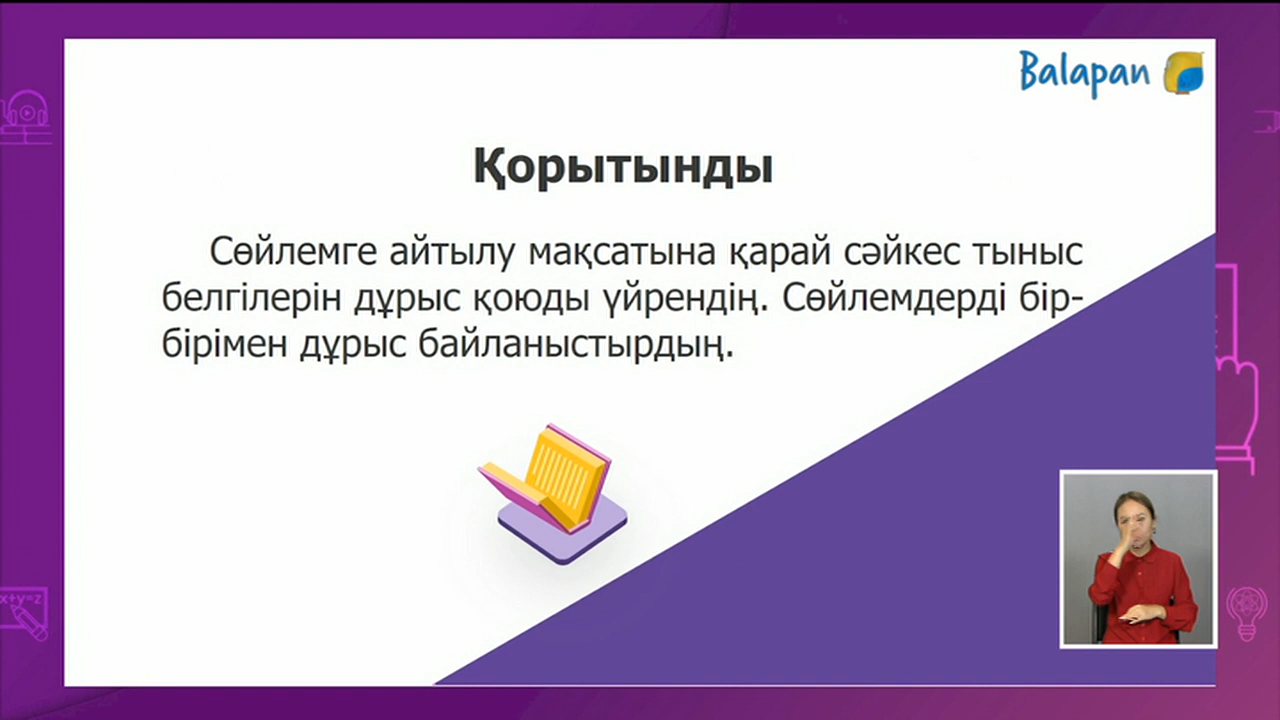 Balapan
Қорытынды
Сөйлемге айтылу мақсатына қарай сәйкес тыныс
белгілерін дұрыс қоюды үйрендің. Сөйлемдерді бір-
бірімен дұрыс байланыстырдың.
x+y=z